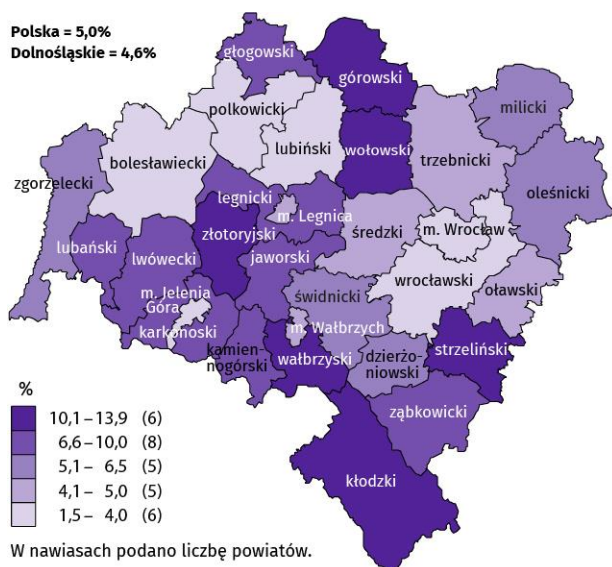 Polska = 5,0%
Dolnośląskie = 4,6%
głogowski
górowski
milicki
polkowicki
lubiński
wołowski
trzebnicki
bolesławiecki
zgorzelecki
oleśnicki
legnicki
m. Legnica
lubański
złotoryjski
średzki
m. Wrocław
lwówecki
jaworski
m. Jelenia
Góra
wrocławski
oławski
świdnicki
karkonoski
m. Wałbrzych
kamien-
nogórski
wałbrzyski
dzierżo-
niowski
strzeliński
ząbkowicki
kłodzki
%
10,1 – 13,9 (6)
6,6 – 10,0 (8)
5,1 – 6,5 (5)
4,1 – 5,0 (5)
1,5 – 4,0 (6)
W nawiasach podano liczbę powiatów.